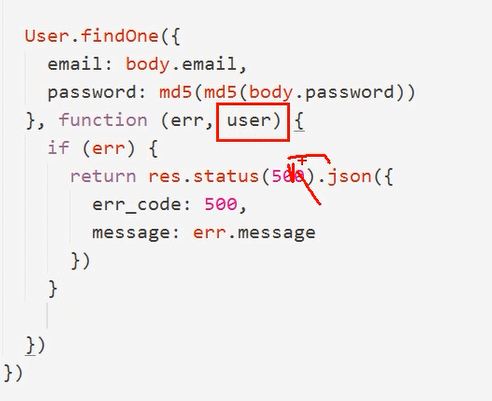 User.findOne({
email: body.email,
password: md5(md5(body.password))
}, function (err, user) {
if (err) {
return res.status(500).json({
err_code: 500,
message: err.message
})
}
})
})